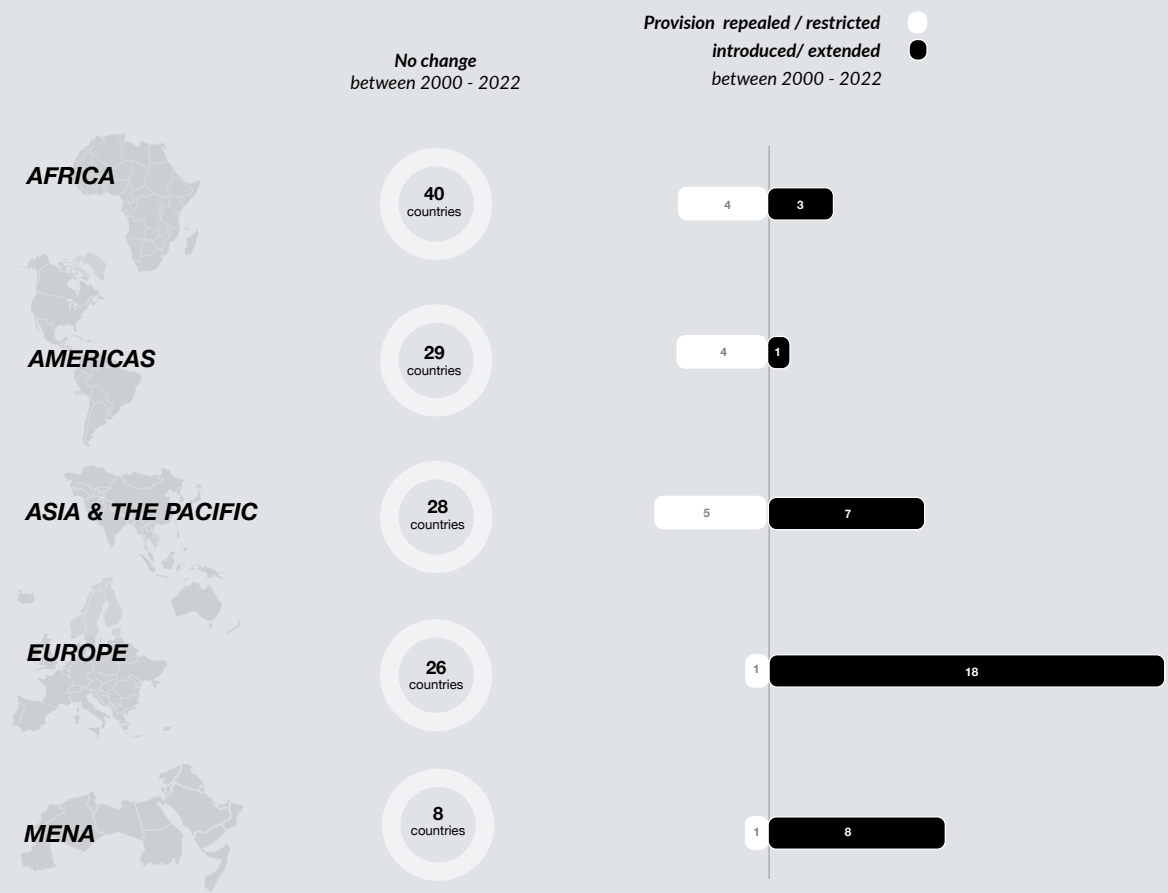 Provision repealed / restricted
introduced/ extended
between 2000 - 2022
No change
between 2000 - 2022
AFRICA
40
countries
4
3
AMERICAS
29
countries
4
1
ASIA & THE PACIFIC
28
countries
5
7
EUROPE
26
countries
1
18
MENA
8
countries
1
8